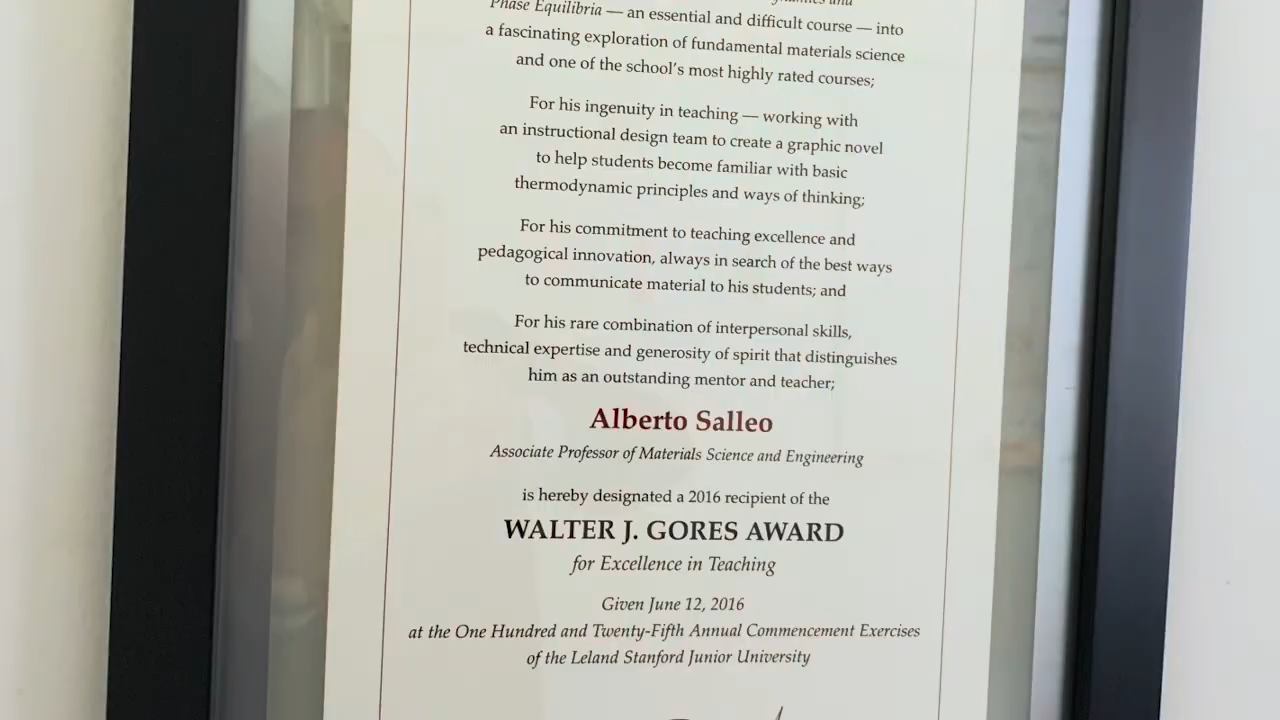 and
Phase Equilibria — an essential and difficult course — into
a fascinating exploration of fundamental materials science
and one of the school's most highly rated courses;
For his ingenuity in teaching — working with
an instructional design team to create a graphic novel
to help students become familiar with basic
thermodynamic principles and ways of thinking;
For his commitment to teaching excellence and
pedagogical innovation, always in search of the best ways
to communicate material to his students; and
For his rare combination of interpersonal skills,
technical expertise and generosity of spirit that distinguishes
him as an outstanding mentor and teacher;
Alberto Salleo
Associate Professor of Materials Science and Engineering
is hereby designated a 2016 recipient of the
WALTER J. GORES AWARD
for Excellence in Teaching
Given June 12, 2016
at the One Hundred and Twenty-Fifth Annual Commencement Exercises
of the Leland Stanford Junior University